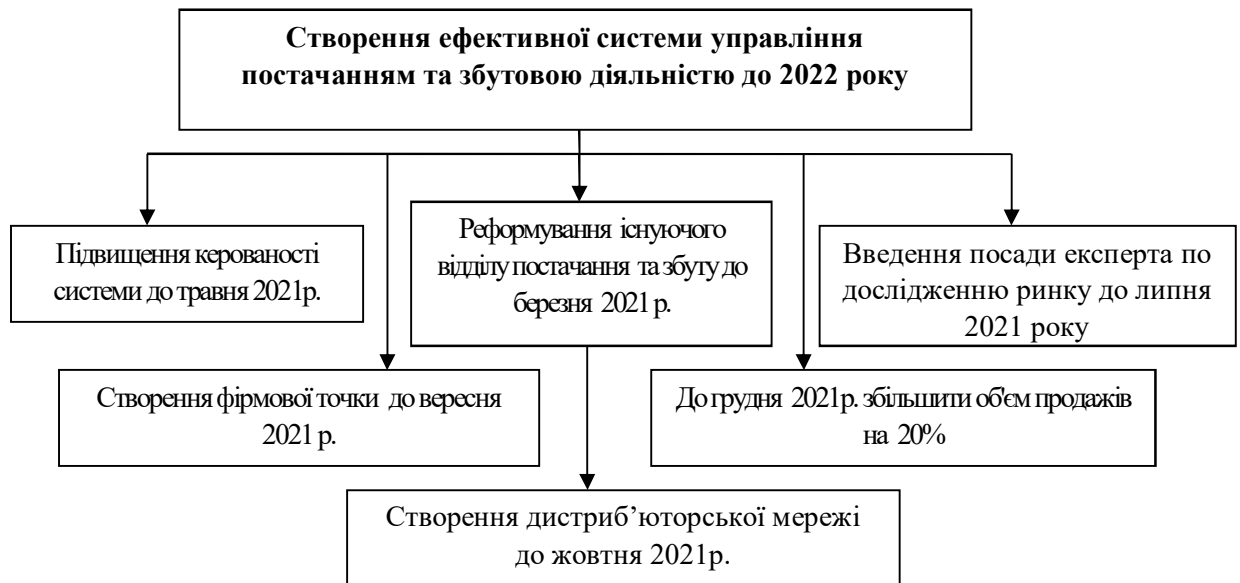 Створення ефективної системи управління
постачанням та збутовою діяльністю до 2022 року
Підвищення керованості
системи до травня 2021р.
Реформування існуючого
відділу постачання та збуту до
березня 2021 р.
Введення посади експерта по
дослідженню ринку до липня
2021 року
Створення фірмової точки до вересня
2021 р.
До грудня 2021р. збільшити об'єм продажів
на 20%
Створення дистриб’юторської мережі
до жовтня 2021р.